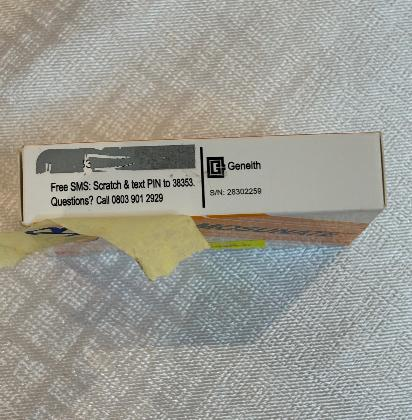 Free SMS: Scratch & text PIN to 38353.
Questions? Call 0803 901 2929
Geneith
S/N: 28302259